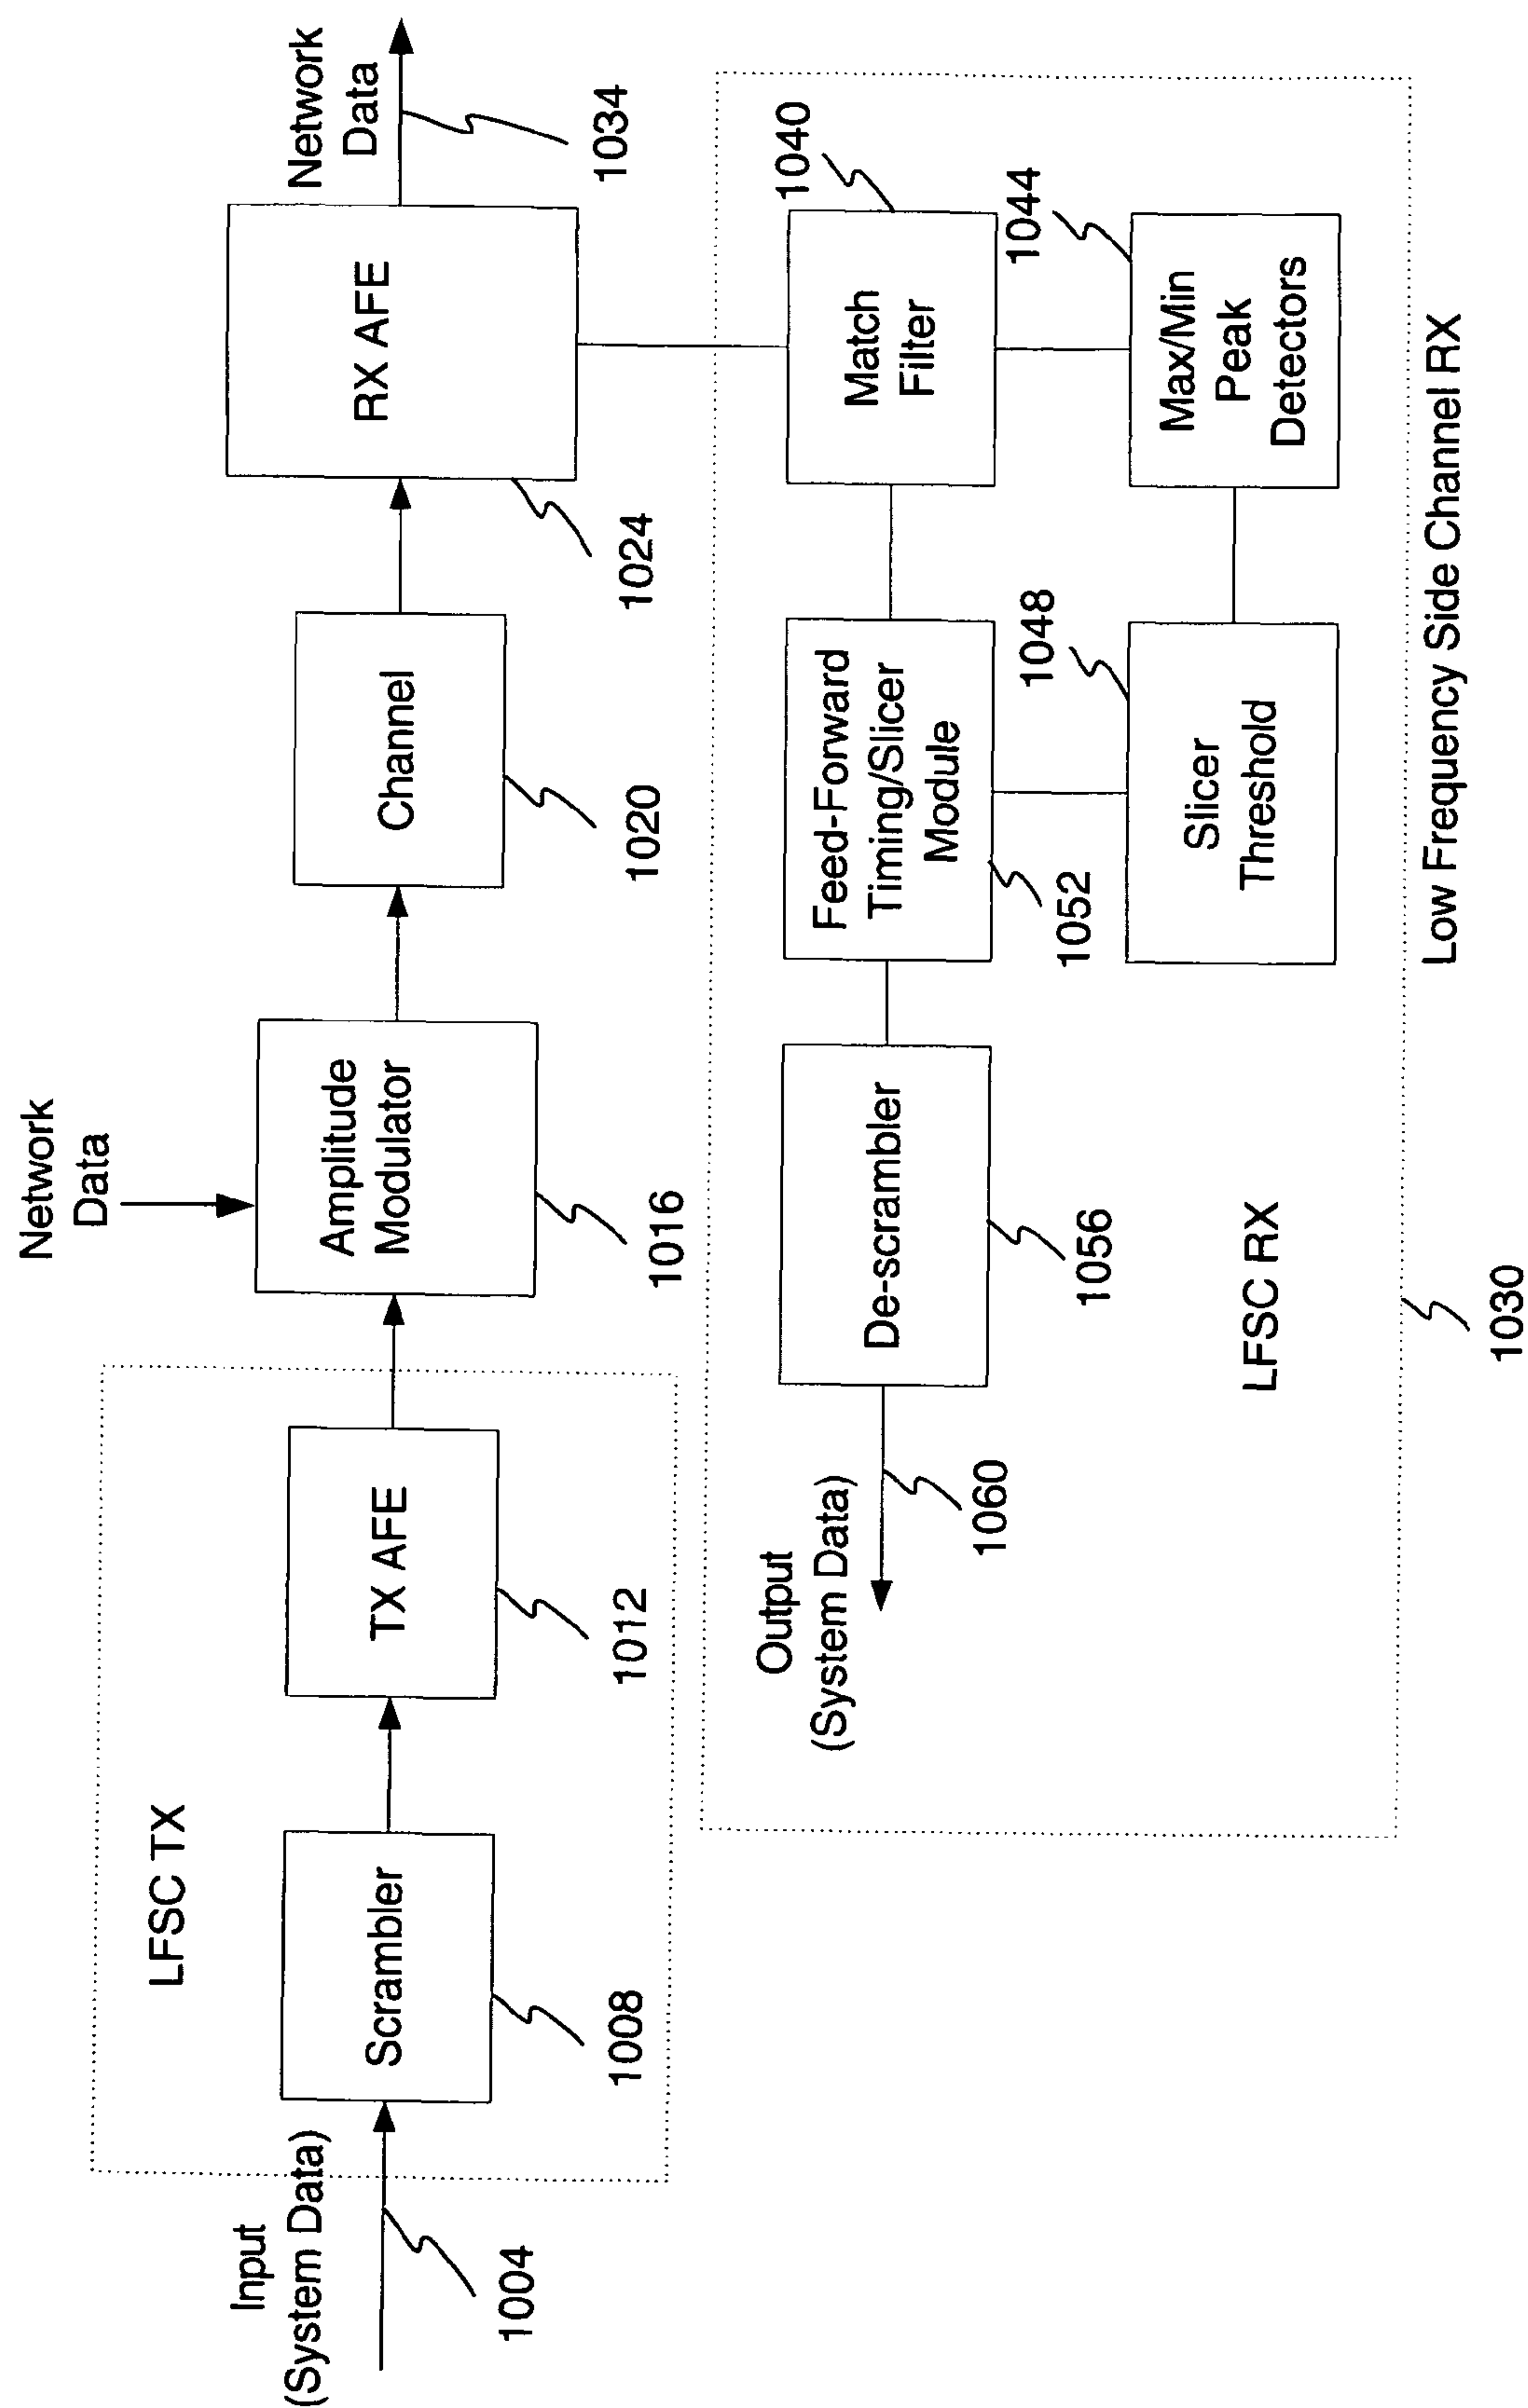 Input
(System Data)
1004
LFSC TX
Scrambler
1008
TX AFE
1012
Network
Data
Amplitude
Modulator
1016
Channel
1020
RX AFE
1024
Network
Data
1034
Match
Filter
1040
Max/Min
Peak
Detectors
1044
Slicer
Threshold
1048
Feed-Forward
Timing/Slicer
Module
1052
De-scrambler
1056
Output
(System Data)
1060
LFSC RX
1030
Low Frequency Side Channel RX